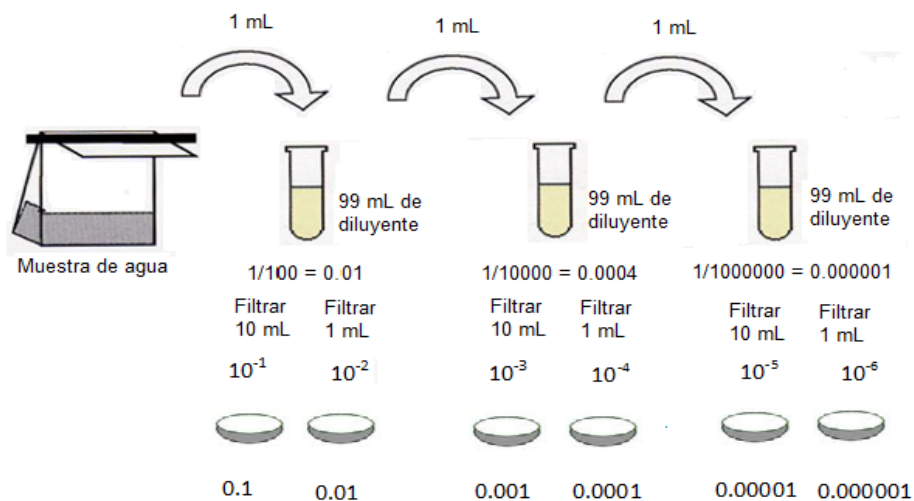 1 mL 1 mL 1 mL
99 mL de
diluyente
99 mL de
diluyente
99 mL de
diluyente
Muestra de agua
1/100 = 0.01 1/10000 = 0.0004 1/1000000 = 0.000001
Filtrar
10 mL
Filtrar
1 mL
Filtrar
10 mL
Filtrar
1 mL
Filtrar
10 mL
Filtrar
1 mL
10⁻¹ 10⁻² 10⁻³ 10⁻⁴ 10⁻⁵ 10⁻⁶
0.1 0.01 0.001 0.0001 0.00001 0.000001